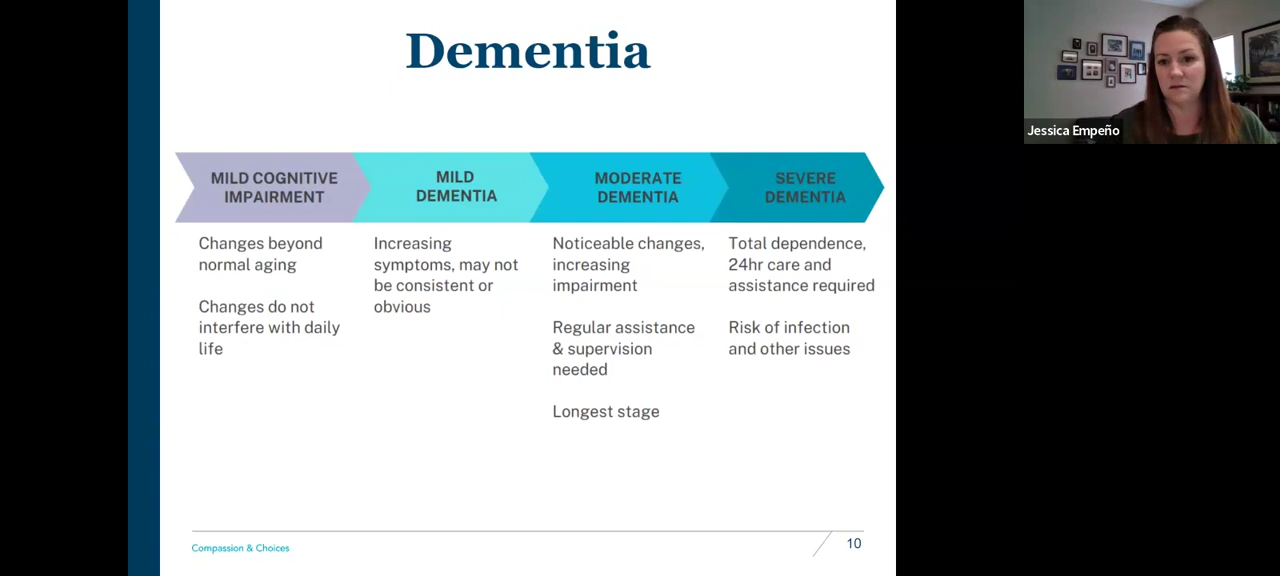 Dementia
Jessica Empeño
MILD COGNITIVE
IMPAIRMENT
Changes beyond
normal aging
Changes do not
interfere with daily
life
MILD
DEMENTIA
Increasing
symptoms, may not
be consistent or
obvious
MODERATE
DEMENTIA
Noticeable changes,
increasing
impairment
Regular assistance
& supervision
needed
Longest stage
SEVERE
DEMENTIA
Total dependence,
24hr care and
assistance required
Risk of infection
and other issues
Compassion & Choices
10